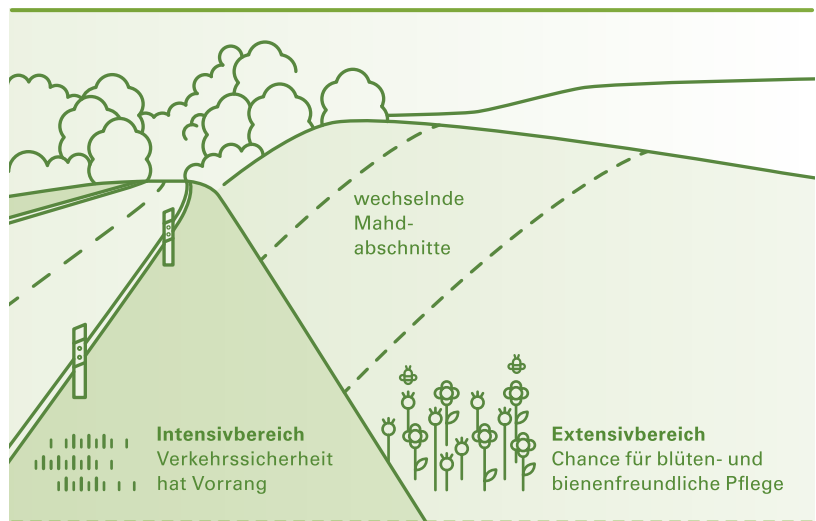 wechselnde
Mahd-
abschnitte
Intensivbereich
Verkehrssicherheit
hat Vorrang
Extensivbereich
Chance für blüten- und
bienenfreundliche Pflege